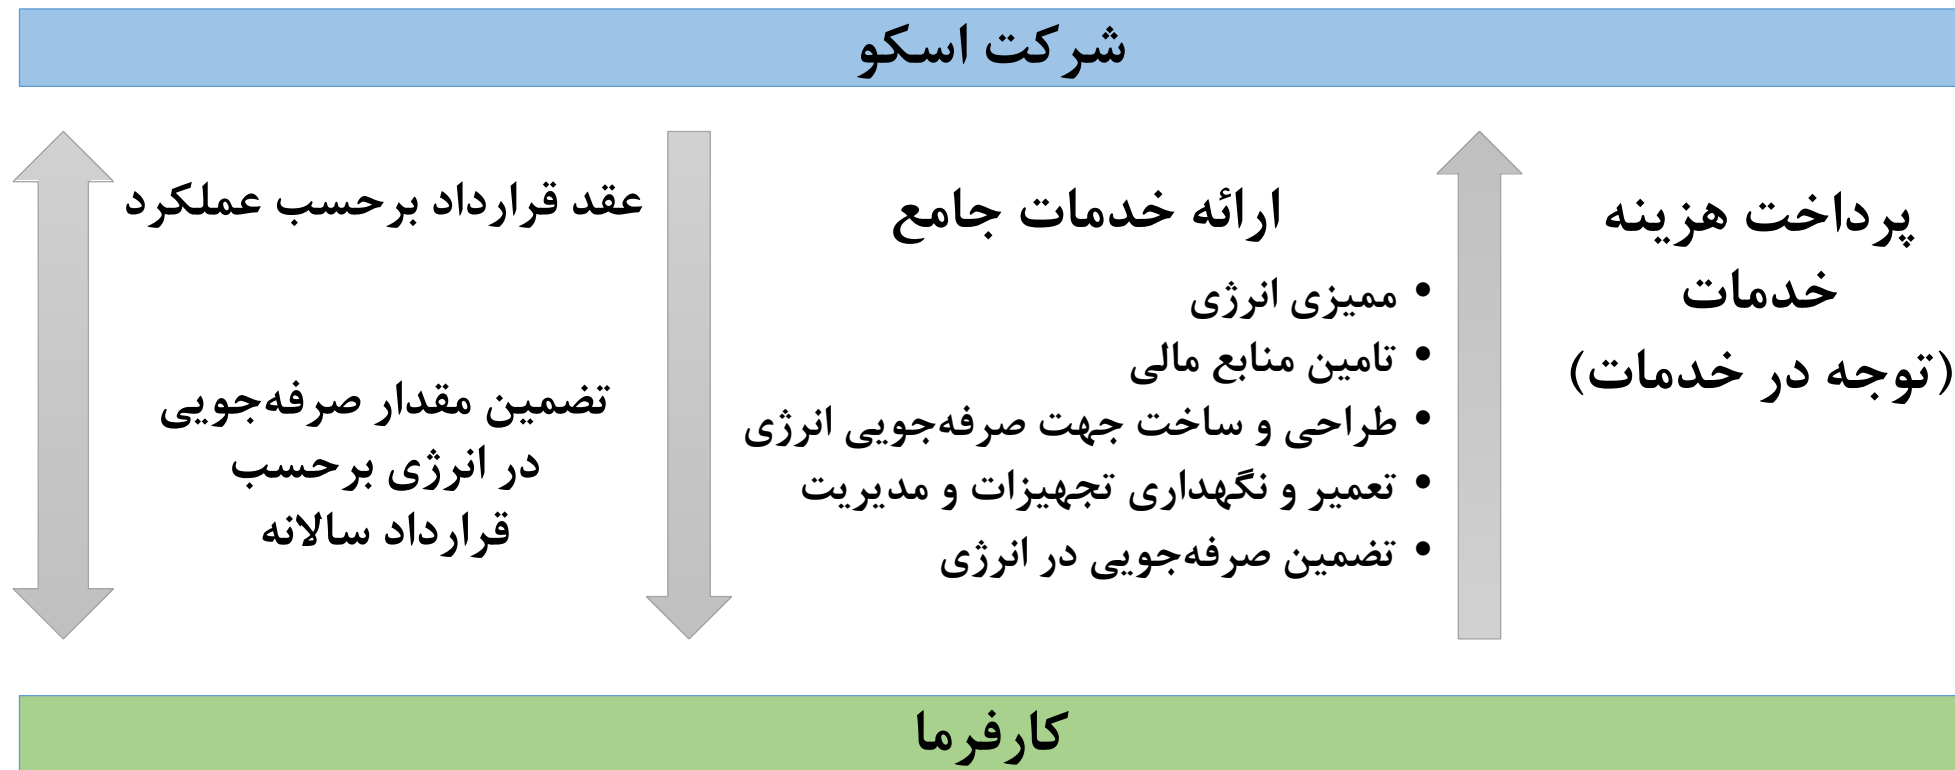 شرکت اسکو
پرداخت هزینه
خدمات
(توجه در خدمات)
ارائه خدمات جامع
• ممیزی انرژی
• تامین منابع مالی
• طراحی و ساخت جهت صرفه‌جویی انرژی
• تعمیر و نگهداری تجهیزات و مدیریت
• تضمین صرفه‌جویی در انرژی
عقد قرارداد برحسب عملکرد
تضمین مقدار صرفه‌جویی
در انرژی برحسب
قرارداد سالانه
کارفرما